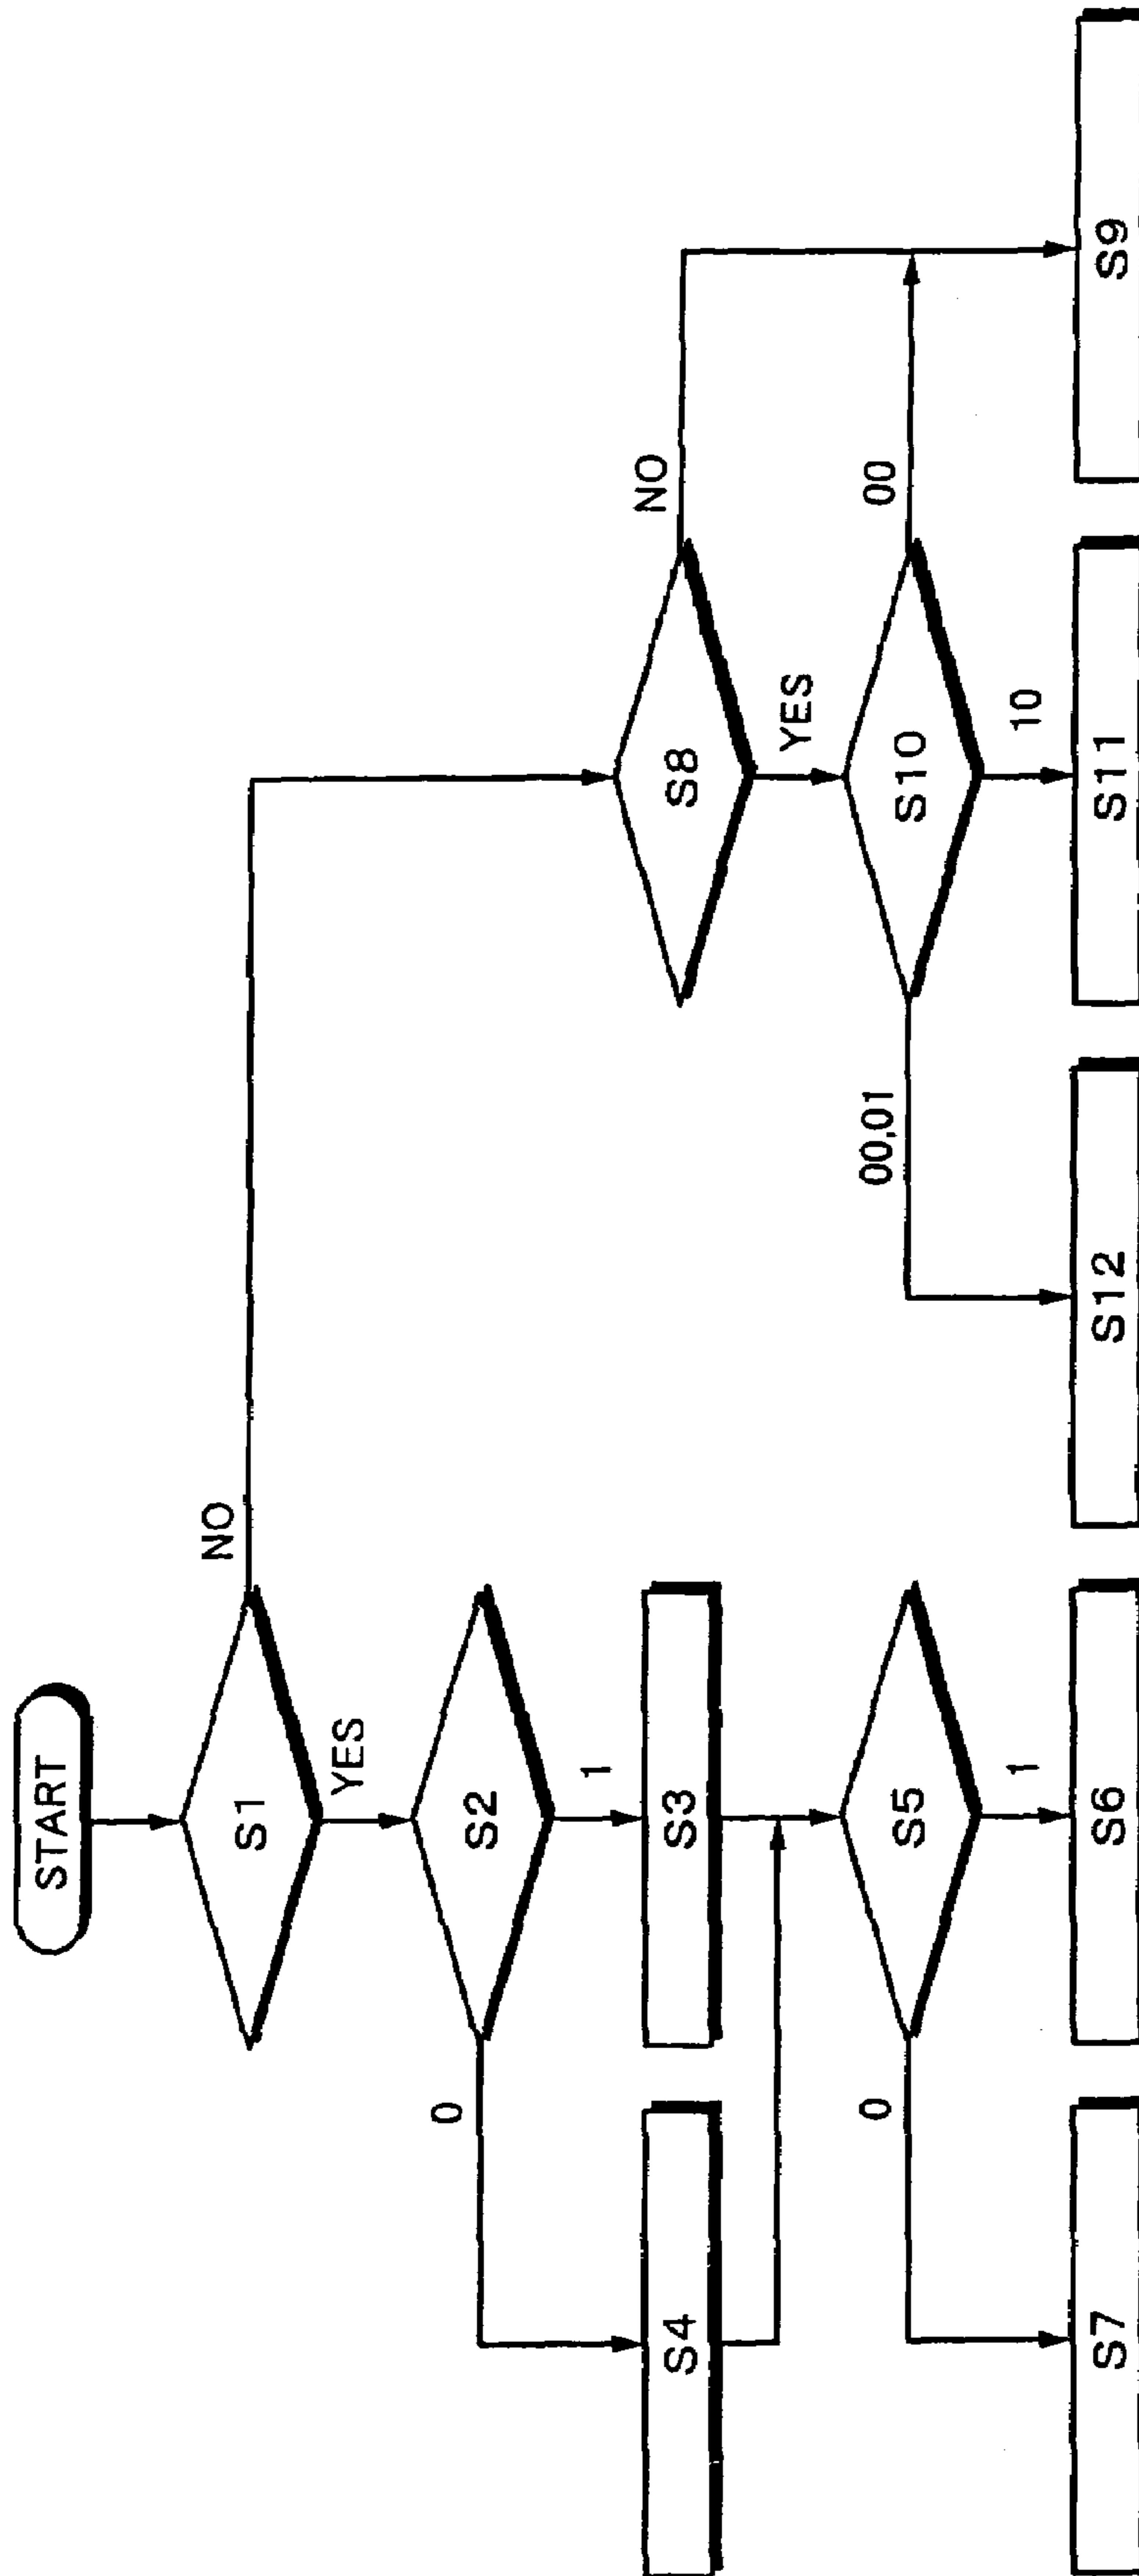 START
S1
NO
YES
S2
0
1
S4
S3
S5
0
1
S7
S6
S8
NO
YES
S10
00,01
10
00
S12
S11
S9